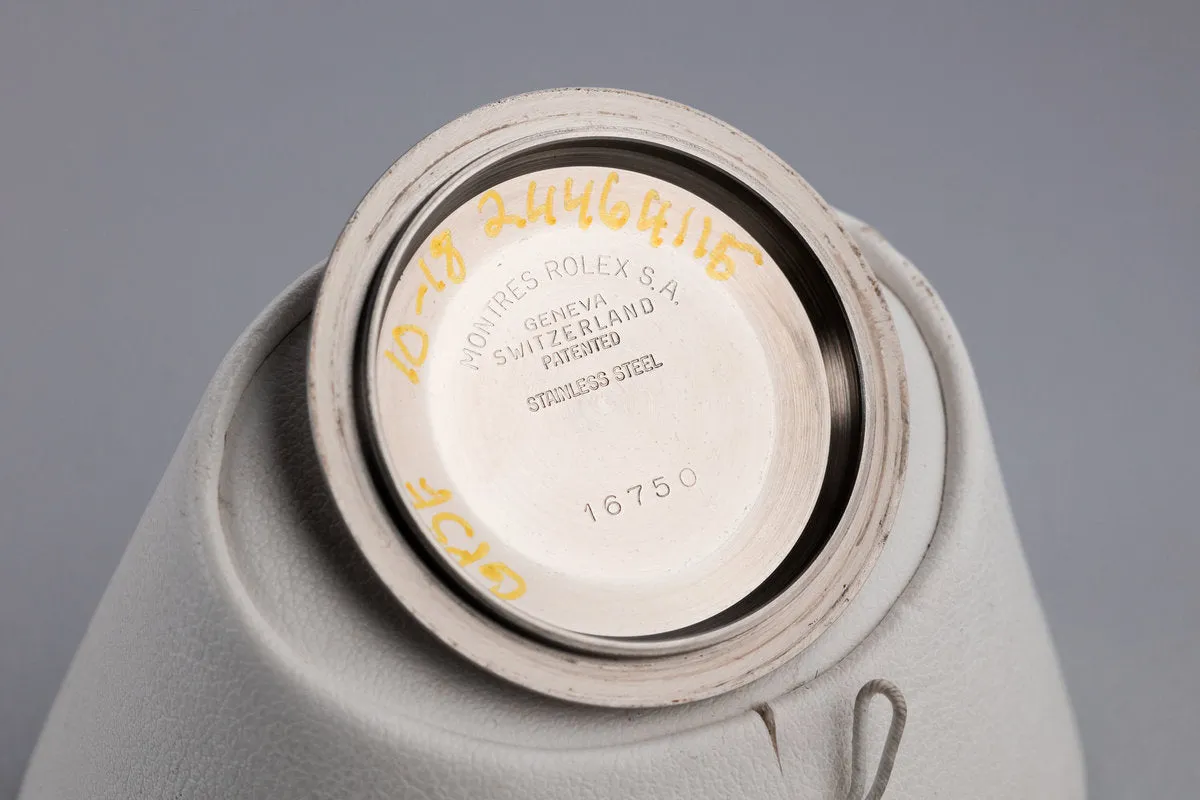 10-18 24464115
MONTRES ROLEX S.A.
GENEVA
SWITZERLAND
PATENTED
STAINLESS STEEL
16750